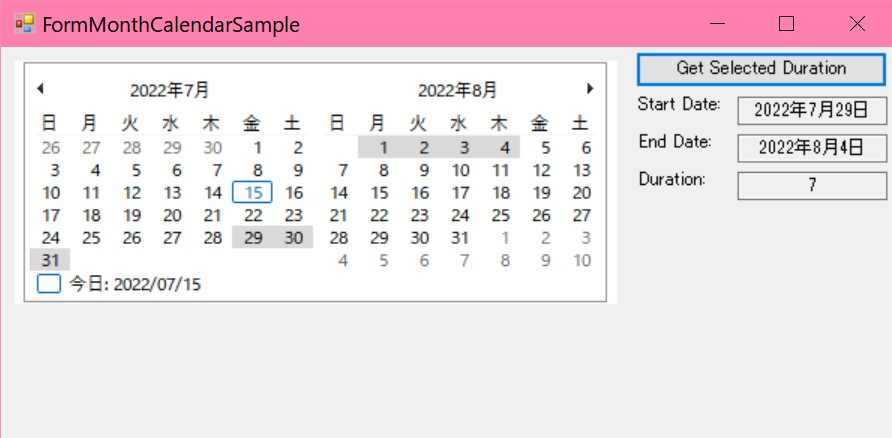 FormMonthCalendarSample
2022年7月
日 月 火 水 木 金 土
26 27 28 29 30 1 2
3 4 5 6 7 8 9
10 11 12 13 14 15 16
17 18 19 20 21 22 23
24 25 26 27 28 29 30
31
2022年8月
日 月 火 水 木 金 土
1 2 3 4 5 6
7 8 9 10 11 12 13
14 15 16 17 18 19 20
21 22 23 24 25 26 27
28 29 30 31 1 2 3
4 5 6 7 8 9 10
今日: 2022/07/15
Get Selected Duration
Start Date: 2022年7月29日
End Date: 2022年8月4日
Duration: 7